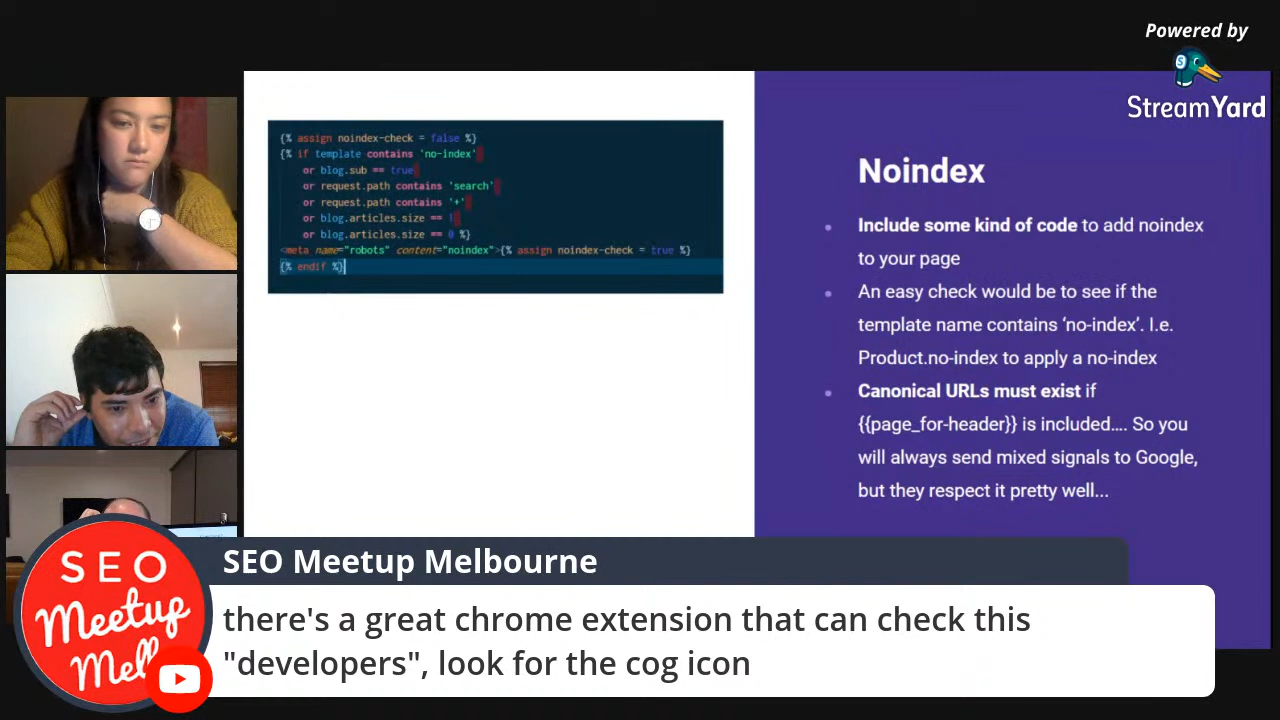 Powered by
StreamYard
{% assign noindex-check = false %}
{% if template contains 'no-index'
or blog.sub == true
or request.path contains 'search'
or request.path contains '+'
or blog.articles.size == 1
or blog.articles.size == 0 %}
<meta name="robots" content="noindex">{% assign noindex-check = true %}
{% endif %}
Noindex
• Include some kind of code to add noindex
to your page
• An easy check would be to see if the
template name contains ‘no-index’. I.e.
Product.no-index to apply a no-index
• Canonical URLs must exist if
{{page_for-header}} is included.... So you
will always send mixed signals to Google,
but they respect it pretty well...
SEO
Meetup
Mel
SEO Meetup Melbourne
there's a great chrome extension that can check this
"developers", look for the cog icon